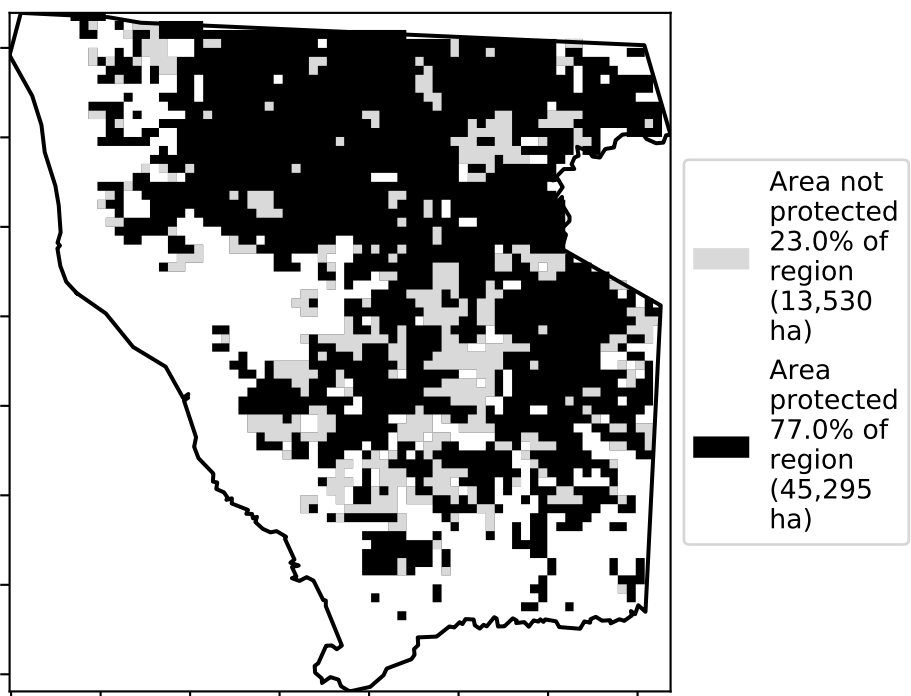 Area not
protected
23.0% of
region
(13,530
ha)
Area
protected
77.0% of
region
(45,295
ha)